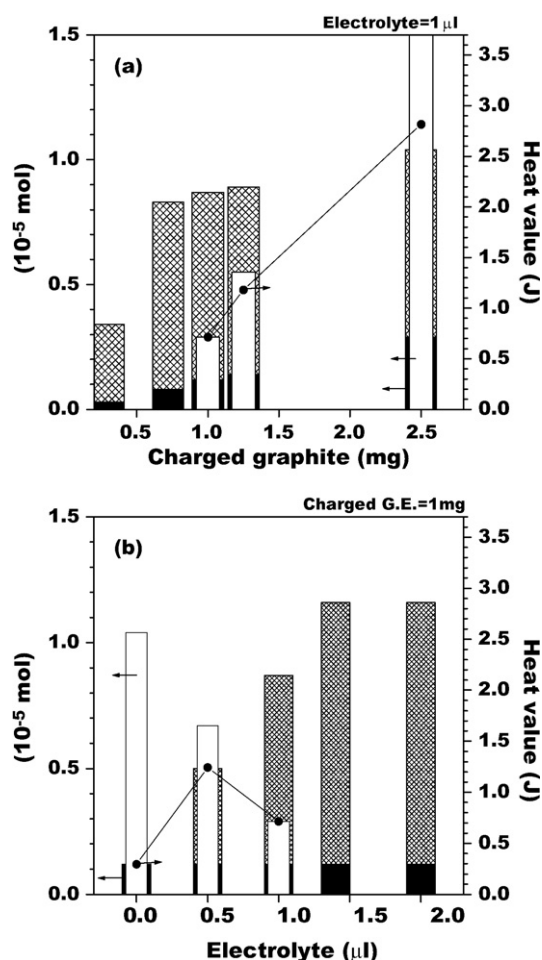 Electrolyte=1 μl
(a)
1.5
1.0
0.5
0.0
(10-5 mol)
3.5
3.0
2.5
2.0
1.5
1.0
0.5
0.0
Heat value (J)
0.5 1.0 1.5 2.0 2.5
Charged graphite (mg)
Charged G.E.=1mg
(b)
1.5
1.0
0.5
0.0
(10-5 mol)
3.5
3.0
2.5
2.0
1.5
1.0
0.5
0.0
Heat value (J)
0.0 0.5 1.0 1.5 2.0
Electrolyte (μl)